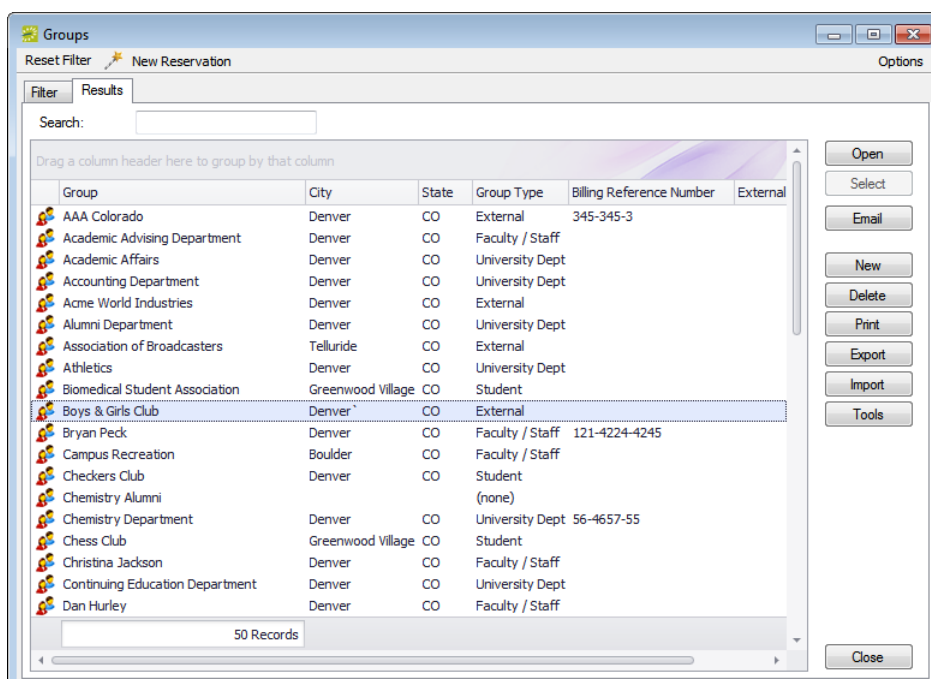 Groups
Reset Filter New Reservation Options
Filter Results
Search:
Drag a column header here to group by that column
Group City State Group Type Billing Reference Number External
AAA Colorado Denver CO External 345-345-3
Academic Advising Department Denver CO Faculty / Staff
Academic Affairs Denver CO University Dept
Accounting Department Denver CO University Dept
Acme World Industries Denver CO External
Alumni Department Denver CO University Dept
Association of Broadcasters Telluride CO External
Athletics Denver CO University Dept
Biomedical Student Association Greenwood Village CO Student
Boys & Girls Club Denver` CO External
Bryan Peck Denver CO Faculty / Staff 121-4224-4245
Campus Recreation Boulder CO Faculty / Staff
Checkers Club Denver CO Student
Chemistry Alumni (none)
Chemistry Department Denver CO University Dept 56-4657-55
Chess Club Greenwood Village CO Student
Christina Jackson Denver CO Faculty / Staff
Continuing Education Department Denver CO University Dept
Dan Hurley Denver CO Faculty / Staff
50 Records
Open
Select
Email
New
Delete
Print
Export
Import
Tools
Close